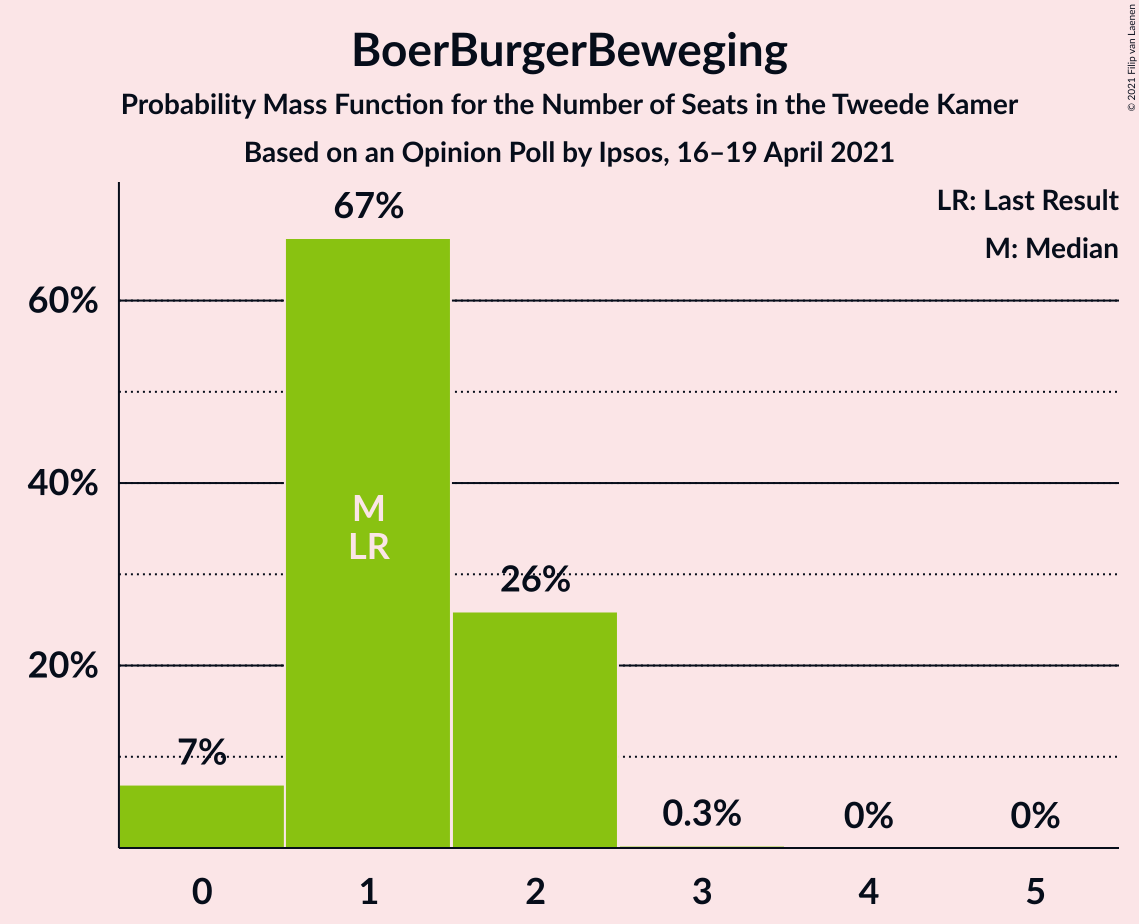 BoerBurgerBeweging
Probability Mass Function for the Number of Seats in the Tweede Kamer
Based on an Opinion Poll by Ipsos, 16–19 April 2021
© 2021 Filip van Laenen
LR: Last Result
M: Median
67%
60%
40%
M
LR
26%
20%
7%
0.3%
0%
0%
0 1 2 3 4 5